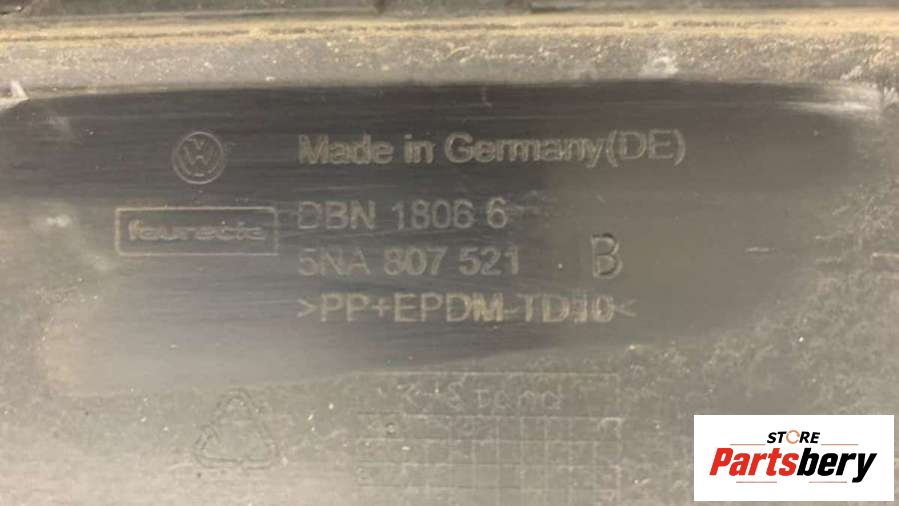 Made in Germany(DE)
faurecia
DBN 1806 6
5NA 807 521 B
>PP+EPDM-TD10<
STORE
Partsbery